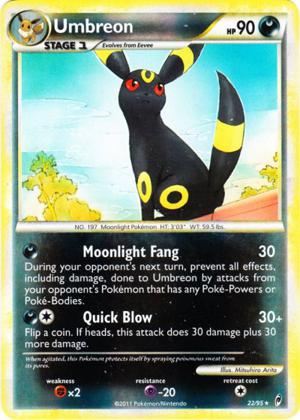 Umbreon
HP 90
STAGE 1 Evolves from Eevee
NO. 197 Moonlight Pokémon HT: 3'03" WT: 59.5 lbs.
Moonlight Fang 30
During your opponent's next turn, prevent all effects,
including damage, done to Umbreon by attacks from
your opponent's Pokémon that has any Poké-Powers or
Poké-Bodies.
Quick Blow 30+
Flip a coin. If heads, this attack does 30 damage plus 30
more damage.
When agitated, this Pokémon protects itself by spraying poisonous sweat from
its pores.
Illus. Mitsuhiro Arita
weakness resistance retreat cost
×2 -20
©2011 Pokémon/Nintendo 22/95 ★